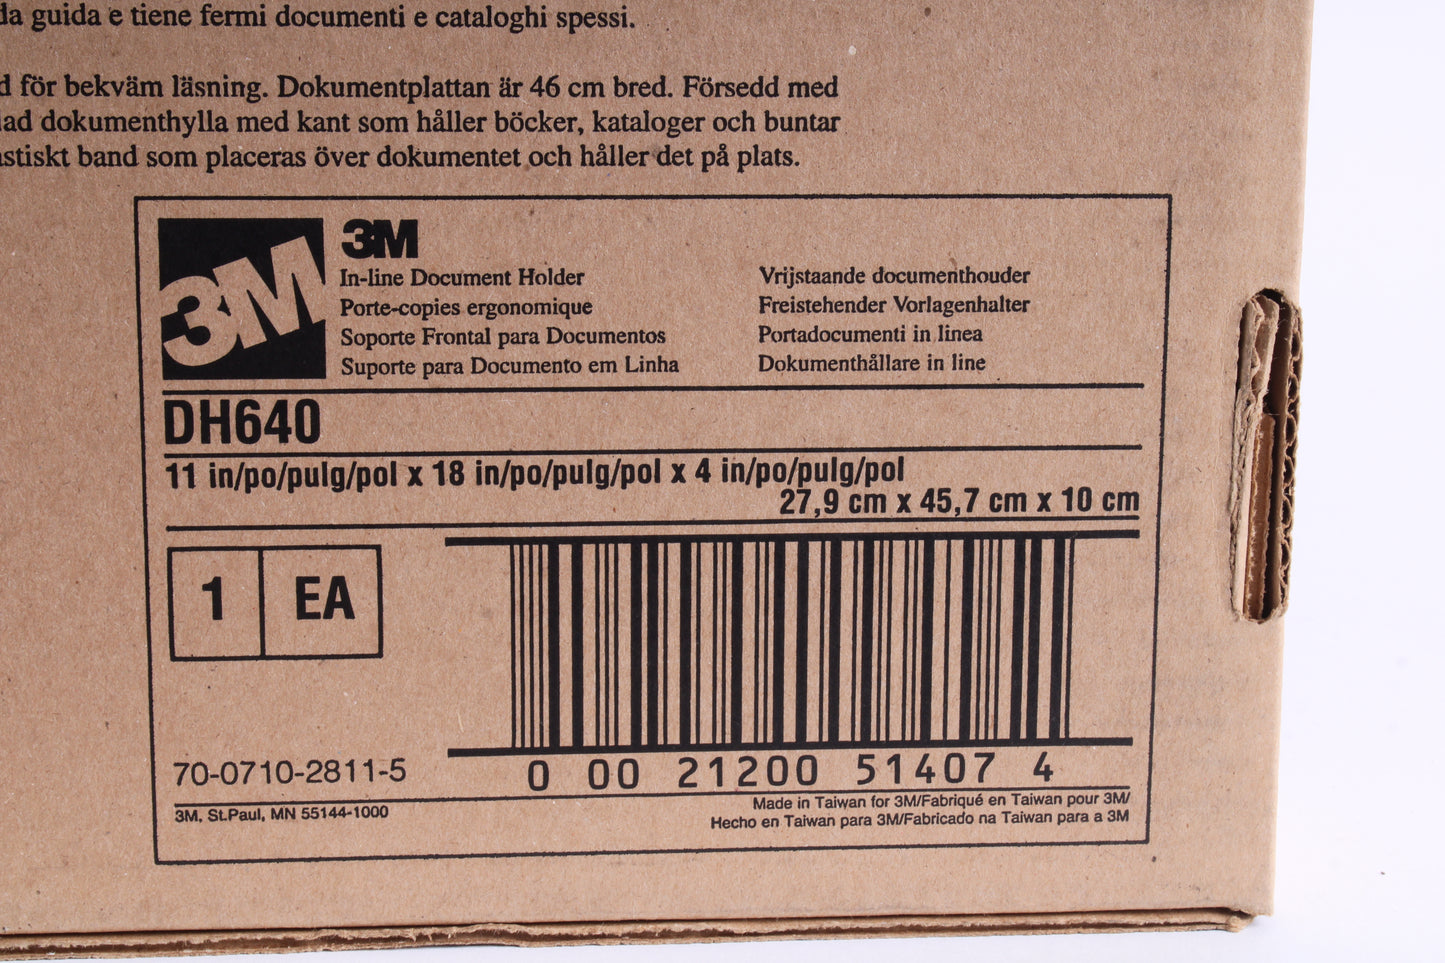 da guida e tiene fermi documenti e cataloghi spessi.
för bekväm läsning. Dokumentplattan är 46 cm bred. Försedd med
dokumenthylla med kant som håller böcker, kataloger och buntar
band som placeras över dokumentet och håller det på plats.
3M
3M
In-line Document Holder
Porte-copies ergonomique
Soporte Frontal para Documentos
Suporte para Documento em Linha
Vrijstaande documenthouder
Freistehender Vorlagenhalter
Portadocumenti in linea
Dokumenthållare in line
DH640
11 in/po/pulg/pol x 18 in/po/pulg/pol x 4 in/po/pulg/pol
27,9 cm x 45,7 cm x 10 cm
1 EA
70-0710-2811-5
0 00 21200 51407 4
3M, St.Paul, MN 55144-1000
Made in Taiwan for 3M/Fabriqué en Taiwan pour 3M/
Hecho en Taiwan para 3M/Fabricado na Taiwan para a 3M